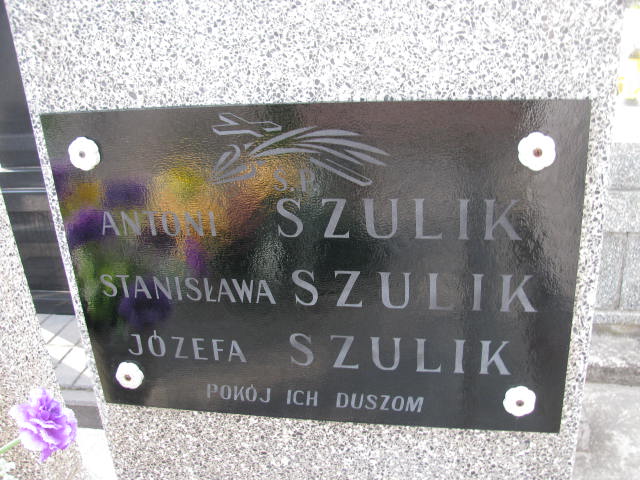 Ś.P.
ANTONI SZULIK
STANISŁAWA SZULIK
JÓZEFA SZULIK
POKÓJ ICH DUSZOM